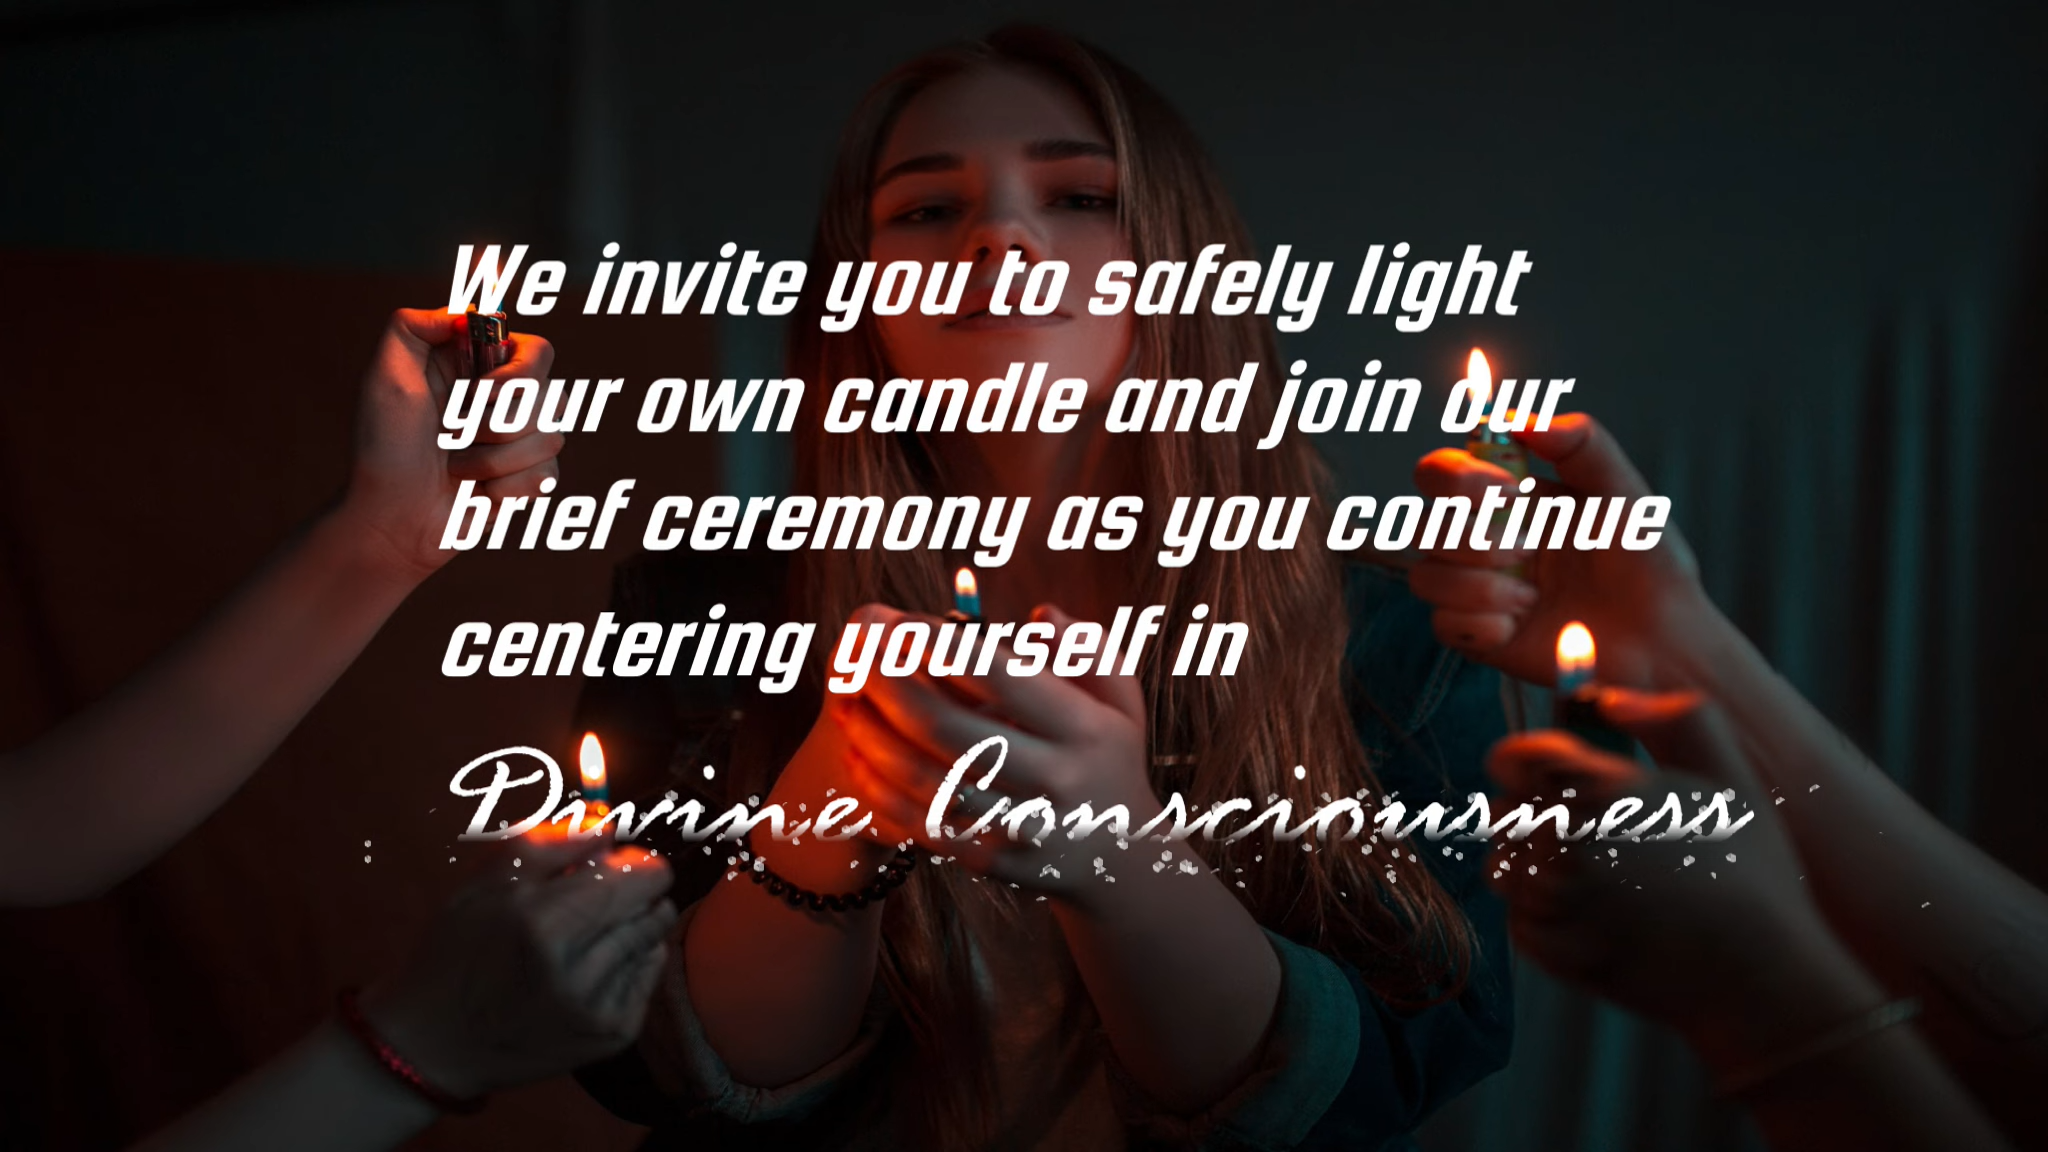 We invite you to safely light
your own candle and join our
brief ceremony as you continue
centering yourself in
Divine Consciousness